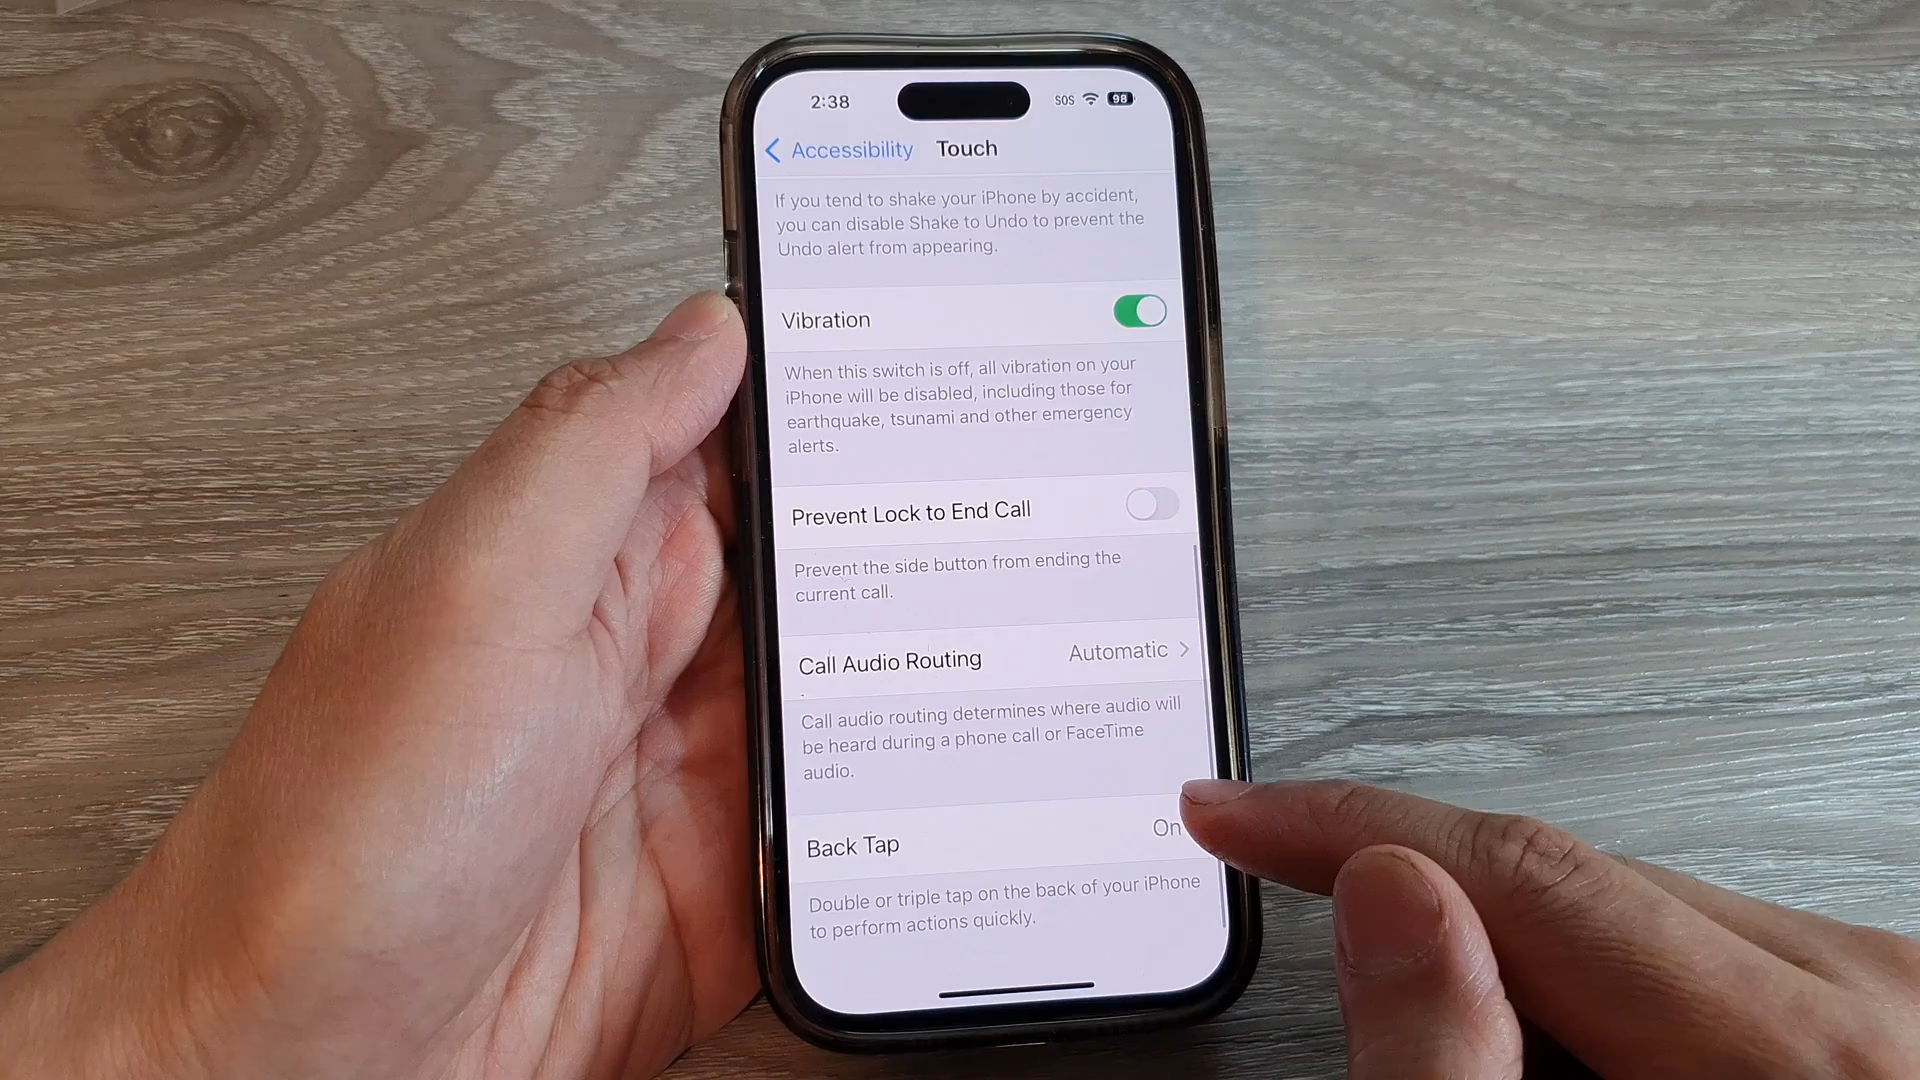 2:38 SOS 98
Accessibility Touch
If you tend to shake your iPhone by accident,
you can disable Shake to Undo to prevent the
Undo alert from appearing.
Vibration
When this switch is off, all vibration on your
iPhone will be disabled, including those for
earthquake, tsunami and other emergency
alerts.
Prevent Lock to End Call
Prevent the side button from ending the
current call.
Call Audio Routing Automatic
Call audio routing determines where audio will
be heard during a phone call or FaceTime
audio.
Back Tap On
Double or triple tap on the back of your iPhone
to perform actions quickly.